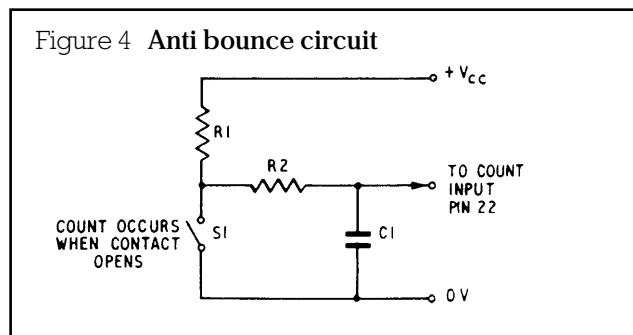 Figure 4 Anti bounce circuit
+ Vcc
R1
R2
TO COUNT
INPUT
PIN 22
COUNT OCCURS
WHEN CONTACT
OPENS
S1
C1
0V